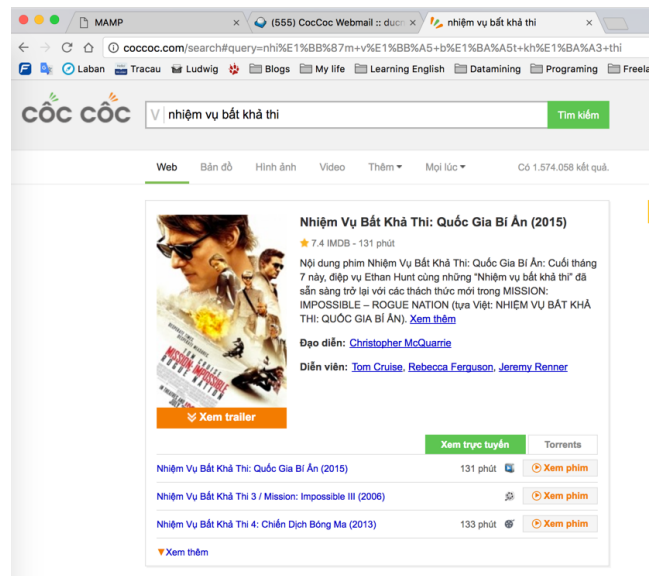 MAMP
(555) CocCoc Webmail :: ducn
nhiệm vụ bất khả thi
coccoc.com/search#query=nhi%E1%BB%87m+v%E1%BB%A5+b%E1%BA%A5t+kh%E1%BA%A3+thi
Laban Tracau Ludwig Blogs My life Learning English Datamining Programing Freela
cốc cốc
V nhiệm vụ bất khả thi Tìm kiếm
Web Bản đồ Hình ảnh Video Thêm Mọi lúc Có 1.574.058 kết quả.
Nhiệm Vụ Bất Khả Thi: Quốc Gia Bí Ẩn (2015)
7.4 IMDB - 131 phút
Nội dung phim Nhiệm Vụ Bất Khả Thi: Quốc Gia Bí Ẩn: Cuối tháng
7 này, điệp vụ Ethan Hunt cùng những "Nhiệm vụ bất khả thi" đã
sẵn sàng trở lại với các thách thức mới trong MISSION:
IMPOSSIBLE – ROGUE NATION (tựa Việt: NHIỆM VỤ BẤT KHẢ
THI: QUỐC GIA BÍ ẨN). Xem thêm
Đạo diễn: Christopher McQuarrie
Diễn viên: Tom Cruise, Rebecca Ferguson, Jeremy Renner
TOM CRUISE
MISSION: IMPOSSIBLE
ROGUE NATION
Xem trailer
Xem trực tuyến Torrents
Nhiệm Vụ Bất Khả Thi: Quốc Gia Bí Ẩn (2015) 131 phút Xem phim
Nhiệm Vụ Bất Khả Thi 3 / Mission: Impossible III (2006) Xem phim
Nhiệm Vụ Bất Khả Thi 4: Chiến Dịch Bóng Ma (2013) 133 phút Xem phim
Xem thêm